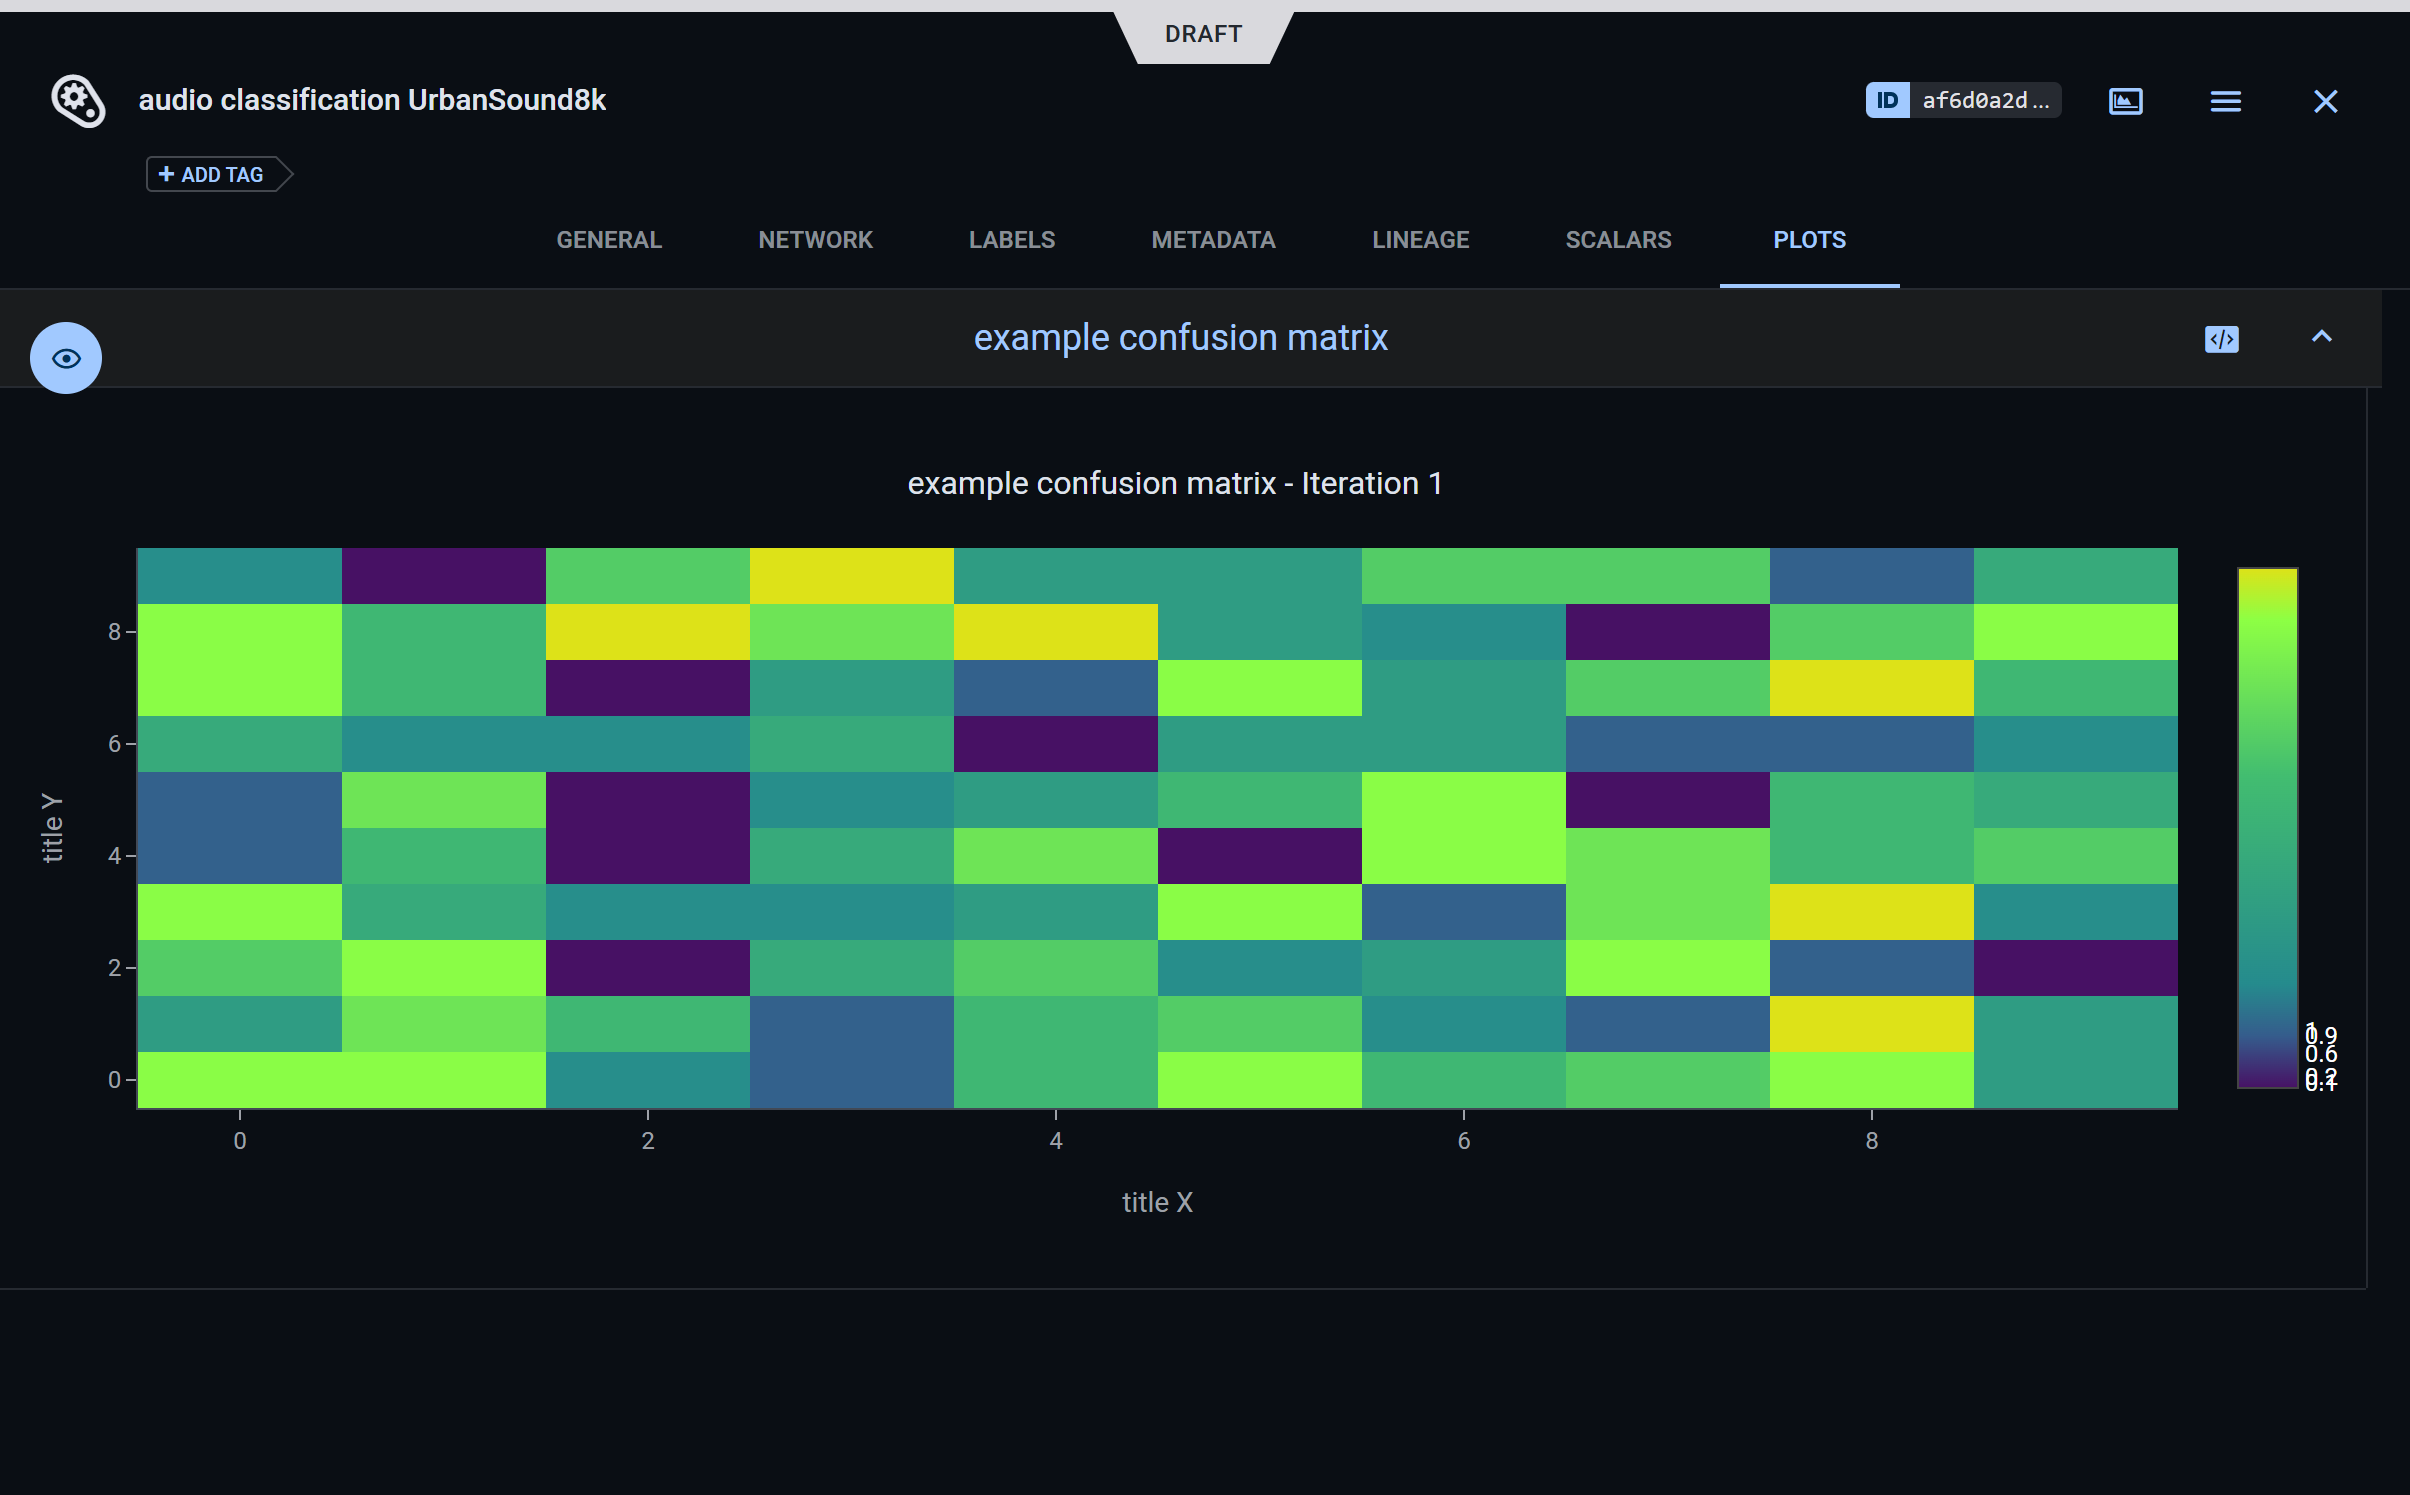 DRAFT
audio classification UrbanSound8k
ID af6d0a2d...
+ ADD TAG
GENERAL NETWORK LABELS METADATA LINEAGE SCALARS PLOTS
example confusion matrix
example confusion matrix - Iteration 1
8
6
4
2
0
title Y
0 2 4 6 8
title X
1
0.9
0.6
0.2
0.1